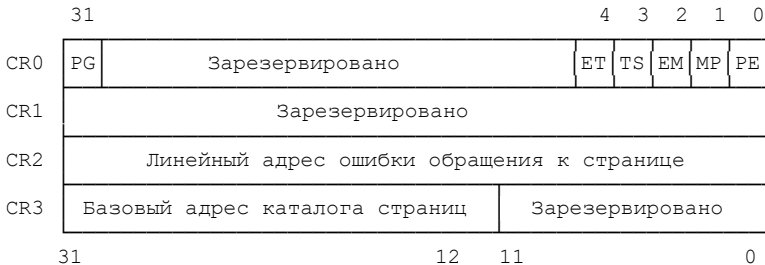 31 4 3 2 1 0
CR0 PG Зарезервировано ET TS EM MP PE
CR1 Зарезервировано
CR2 Линейный адрес ошибки обращения к странице
CR3 Базовый адрес каталога страниц Зарезервировано
31 12 11 0